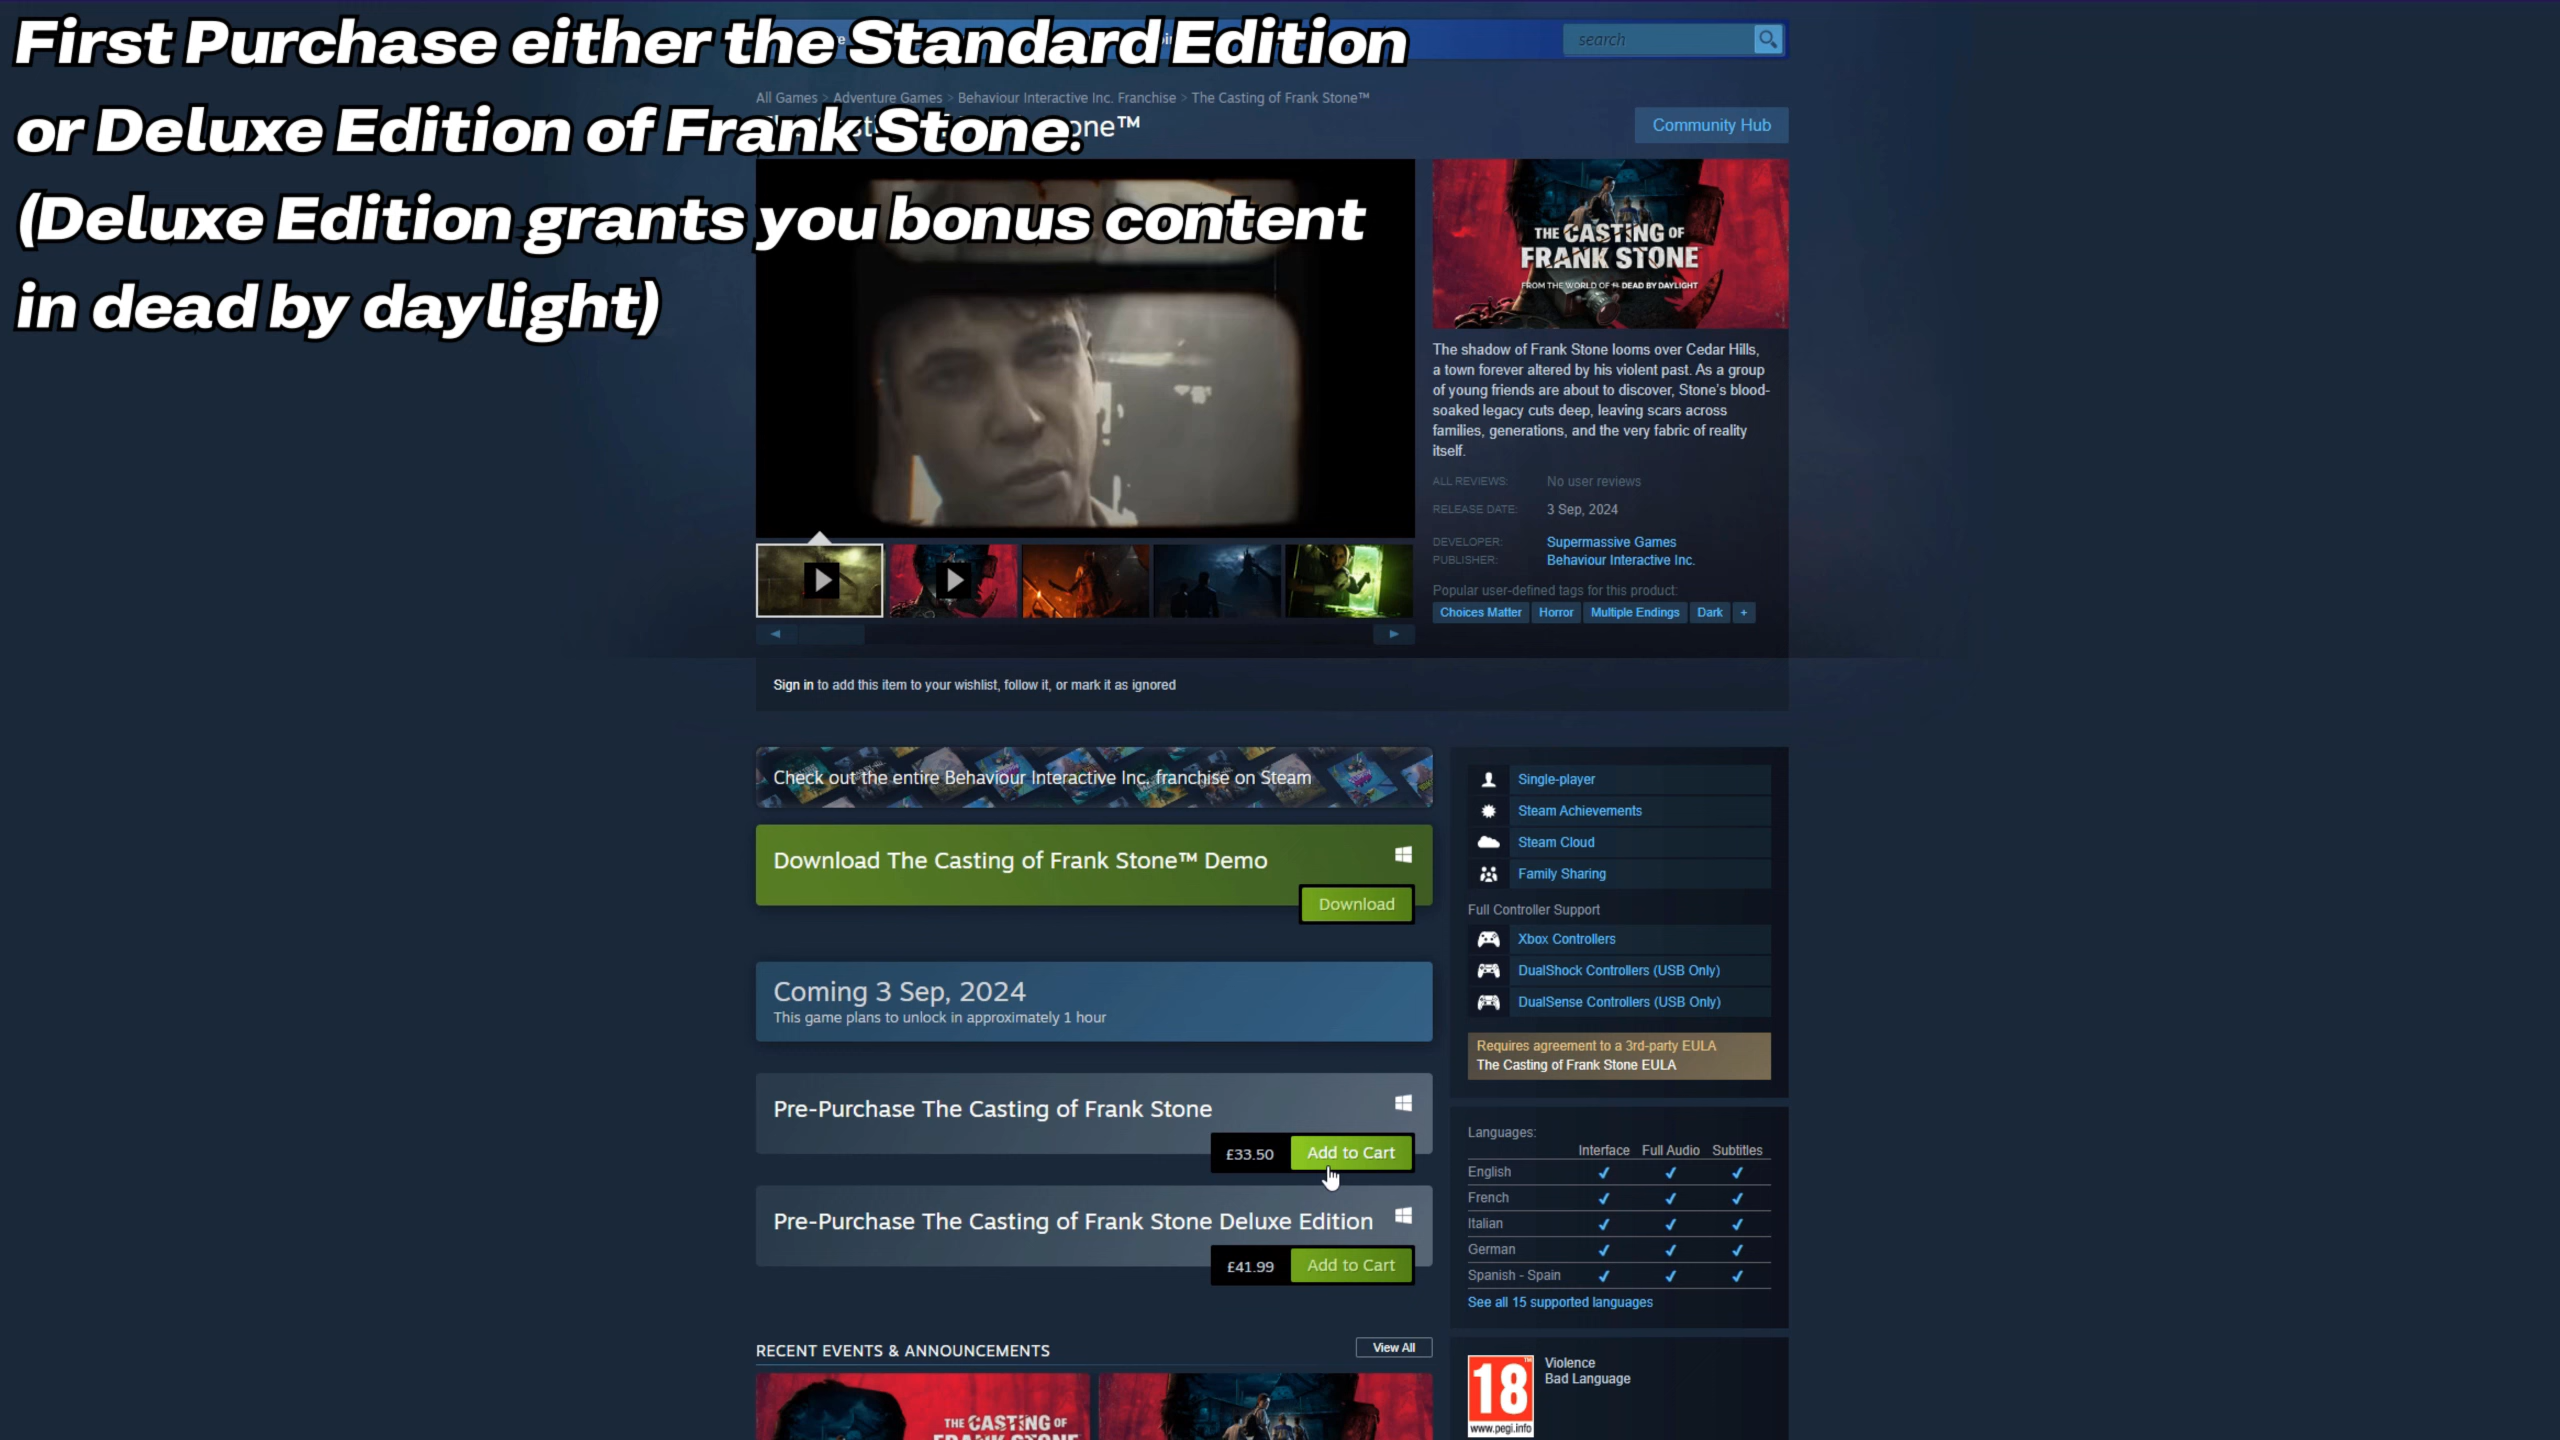 First Purchase either the Standard Edition
or Deluxe Edition of Frank Stone.
(Deluxe Edition grants you bonus content
in dead by daylight)
search
All Games > Adventure Games > Behaviour Interactive Inc. Franchise > The Casting of Frank Stone™
Community Hub
THE CASTING OF
FRANK STONE
FROM THE WORLD OF DEAD BY DAYLIGHT
The shadow of Frank Stone looms over Cedar Hills,
a town forever altered by his violent past. As a group
of young friends are about to discover, Stone's blood-
soaked legacy cuts deep, leaving scars across
families, generations, and the very fabric of reality
itself.
ALL REVIEWS: No user reviews
RELEASE DATE: 3 Sep, 2024
DEVELOPER: Supermassive Games
PUBLISHER: Behaviour Interactive Inc.
Popular user-defined tags for this product:
Choices Matter Horror Multiple Endings Dark +
Sign in to add this item to your wishlist, follow it, or mark it as ignored
Check out the entire Behaviour Interactive Inc. franchise on Steam
Download The Casting of Frank Stone™ Demo
Download
Coming 3 Sep, 2024
This game plans to unlock in approximately 1 hour
Pre-Purchase The Casting of Frank Stone
£33.50 Add to Cart
Pre-Purchase The Casting of Frank Stone Deluxe Edition
£41.99 Add to Cart
RECENT EVENTS & ANNOUNCEMENTS
View All
THE CASTING OF
FRANK STONE
Single-player
Steam Achievements
Steam Cloud
Family Sharing
Full Controller Support
Xbox Controllers
DualShock Controllers (USB Only)
DualSense Controllers (USB Only)
Requires agreement to a 3rd-party EULA
The Casting of Frank Stone EULA
Languages:
Interface Full Audio Subtitles
English ✔ ✔ ✔
French ✔ ✔ ✔
Italian ✔ ✔ ✔
German ✔ ✔ ✔
Spanish - Spain ✔ ✔ ✔
See all 15 supported languages
18
www.pegi.info
Violence
Bad Language